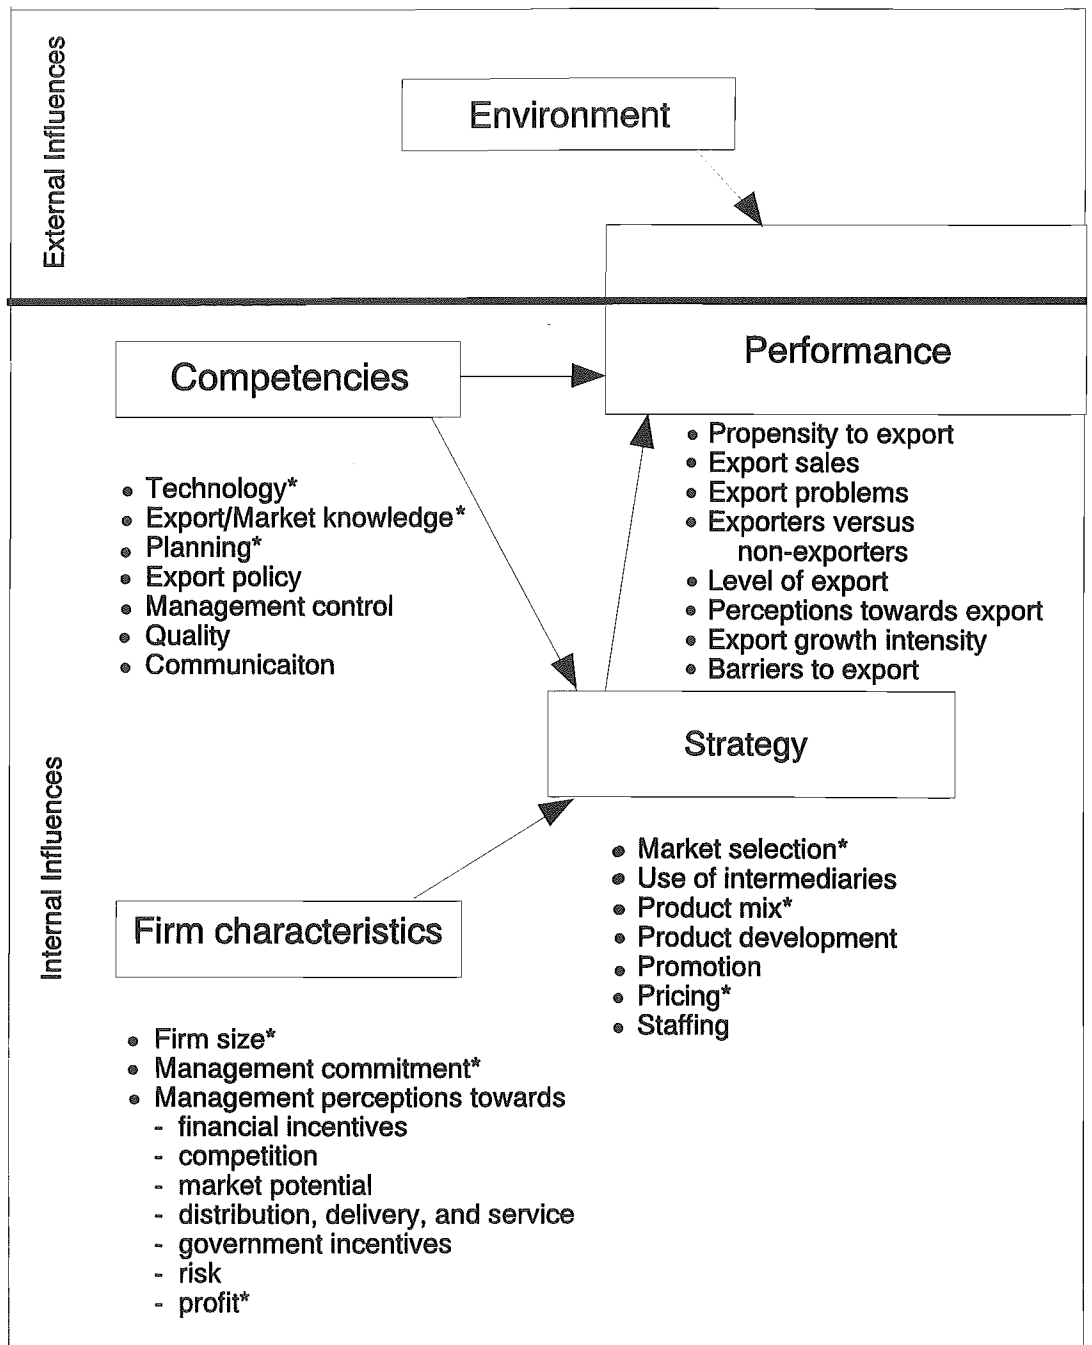 External Influences
Environment
Performance
Competencies
• Propensity to export
• Export sales
• Export problems
• Exporters versus
non-exporters
• Level of export
• Perceptions towards export
• Export growth intensity
• Barriers to export
• Technology*
• Export/Market knowledge*
• Planning*
• Export policy
• Management control
• Quality
• Communicaiton
Strategy
Internal Influences
• Market selection*
• Use of intermediaries
• Product mix*
• Product development
• Promotion
• Pricing*
• Staffing
Firm characteristics
• Firm size*
• Management commitment*
• Management perceptions towards
- financial incentives
- competition
- market potential
- distribution, delivery, and service
- government incentives
- risk
- profit*